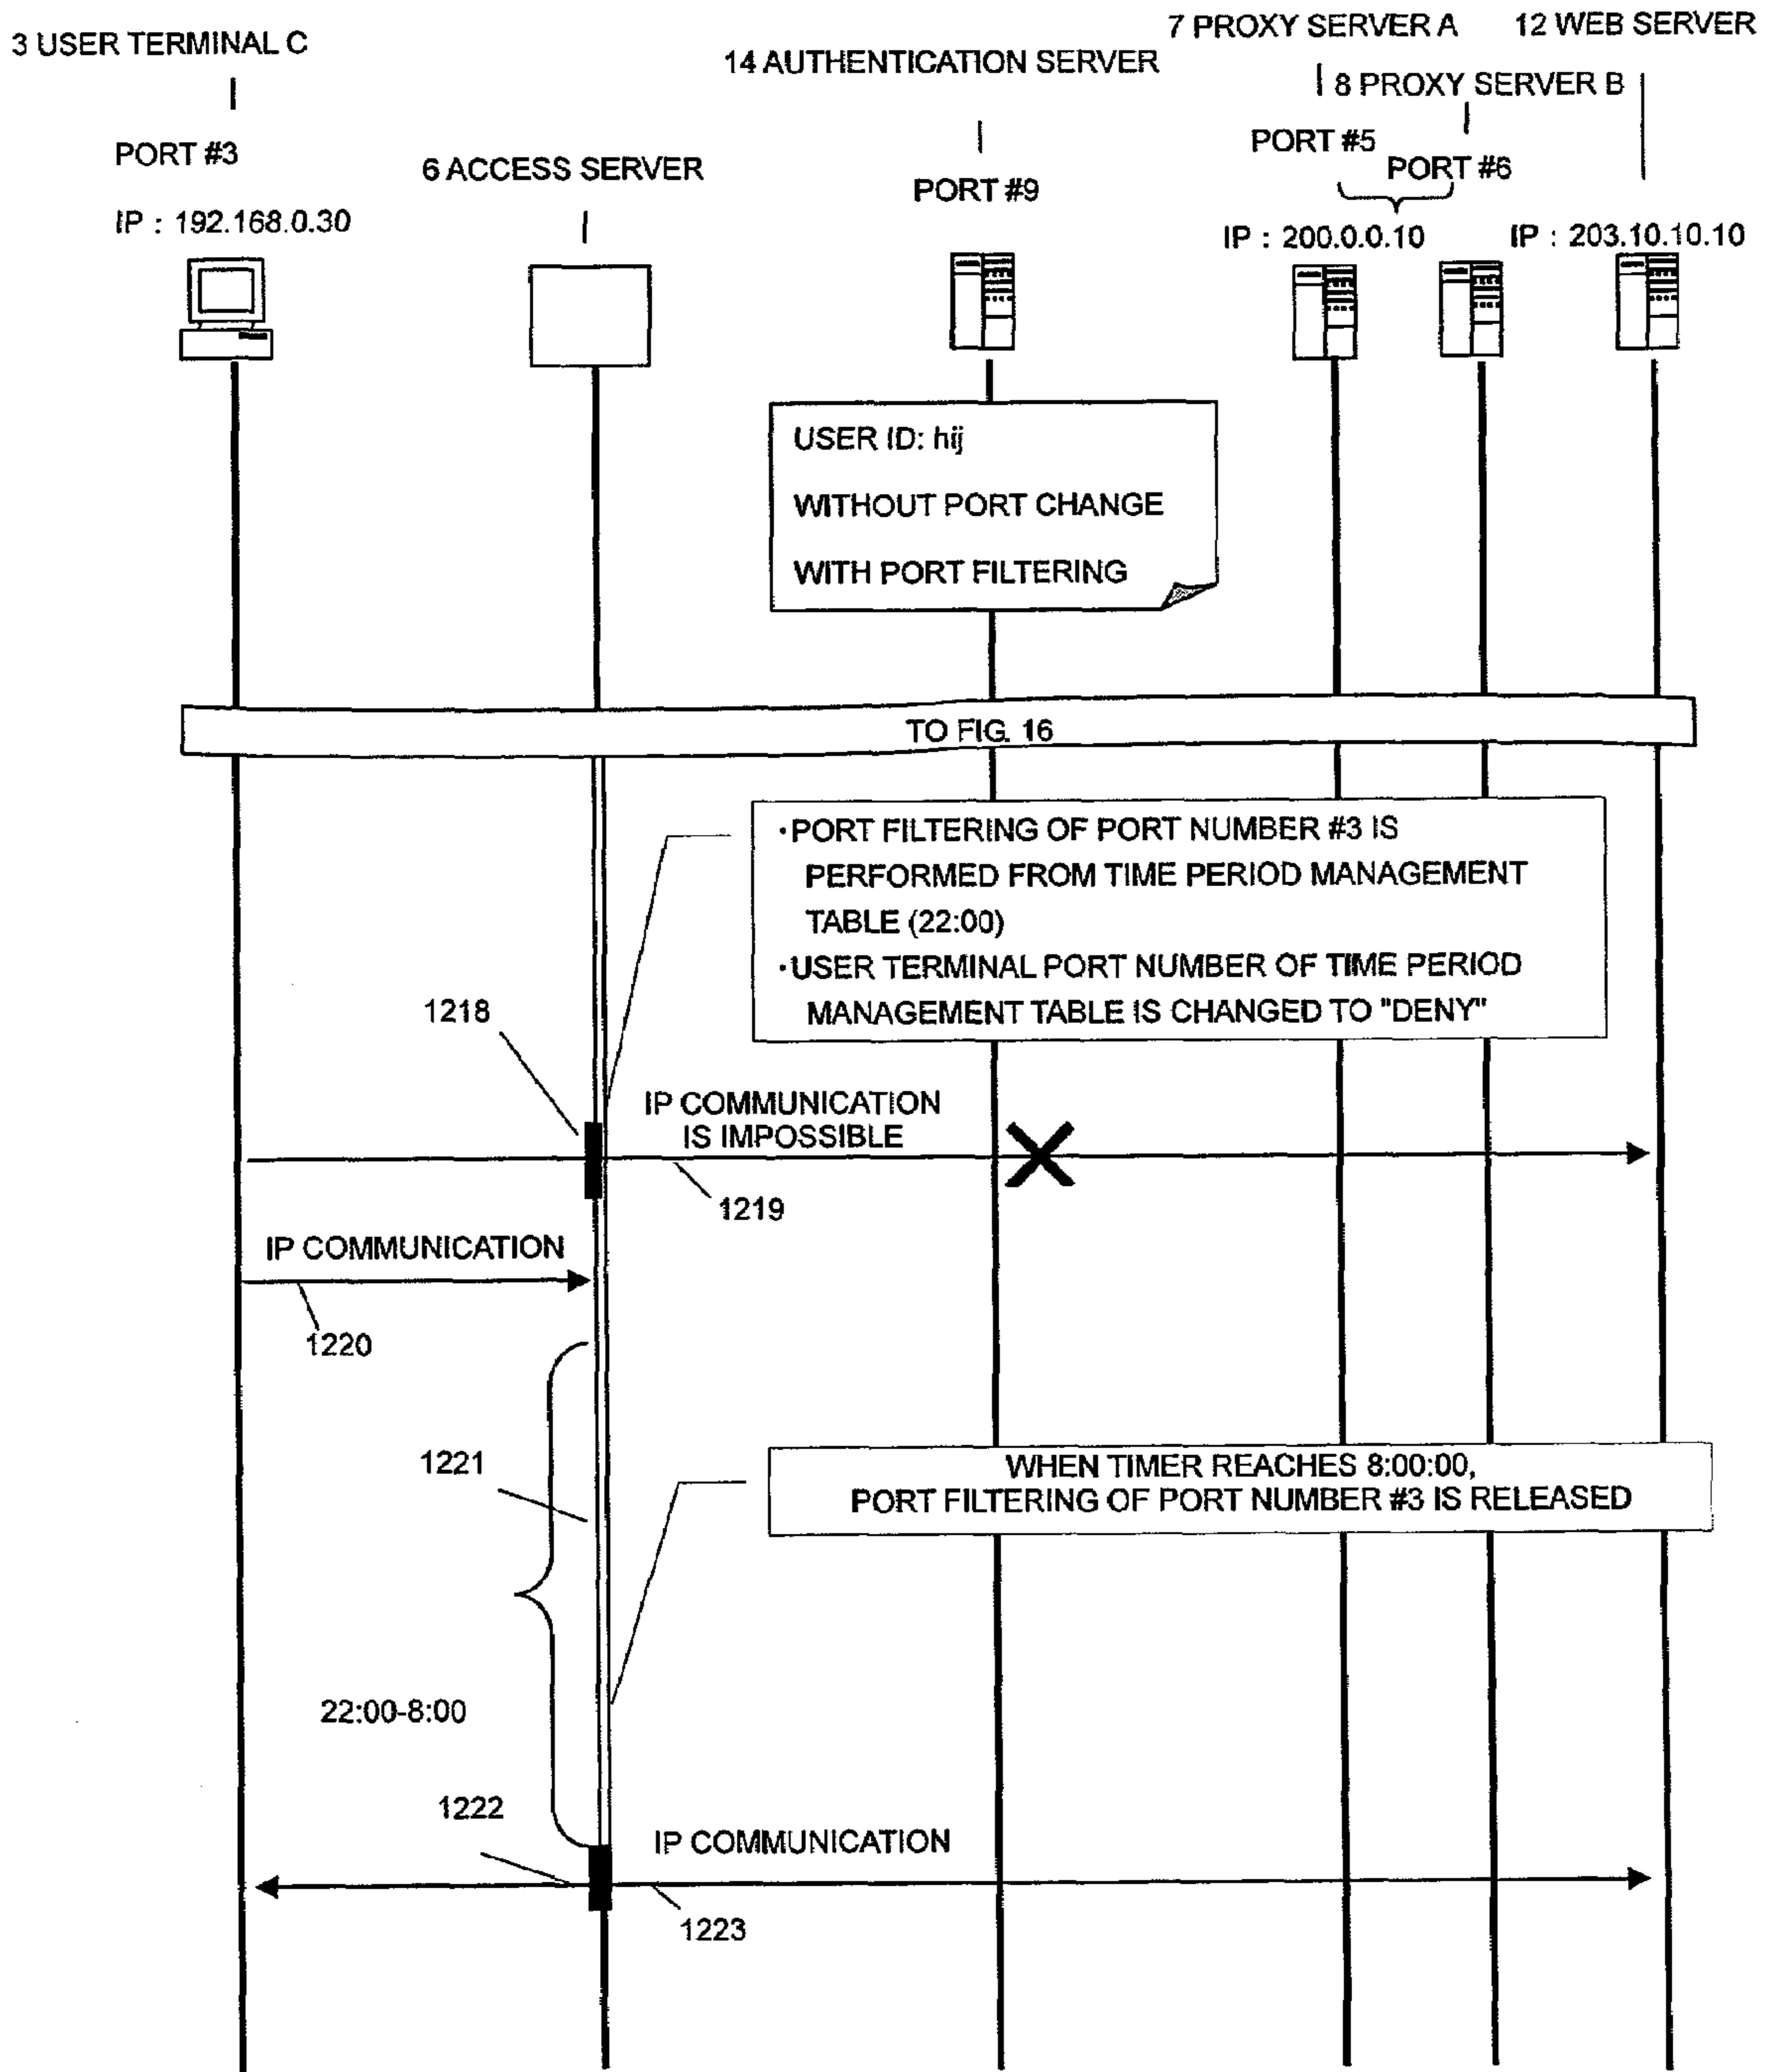 7 PROXY SERVER A
12 WEB SERVER
3 USER TERMINAL C
14 AUTHENTICATION SERVER
8 PROXY SERVER B
PORT #3
6 ACCESS SERVER
PORT #9
PORT #5
PORT #6
IP : 192.168.0.30
IP : 200.0.0.10
IP : 203.10.10.10
USER ID: hij
WITHOUT PORT CHANGE
WITH PORT FILTERING
TO FIG. 16
·PORT FILTERING OF PORT NUMBER #3 IS
PERFORMED FROM TIME PERIOD MANAGEMENT
TABLE (22:00)
·USER TERMINAL PORT NUMBER OF TIME PERIOD
MANAGEMENT TABLE IS CHANGED TO "DENY"
1218
IP COMMUNICATION
IS IMPOSSIBLE
1219
IP COMMUNICATION
1220
1221
WHEN TIMER REACHES 8:00:00,
PORT FILTERING OF PORT NUMBER #3 IS RELEASED
22:00-8:00
1222
IP COMMUNICATION
1223